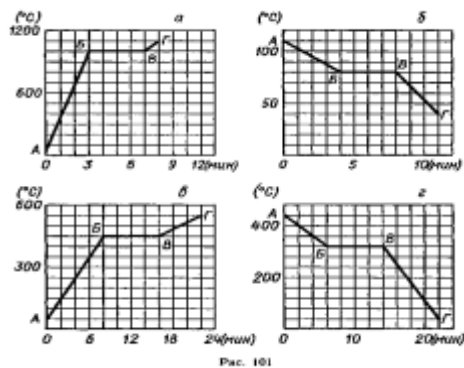 (°С) а
1200
600
А Б В Г
0 3 6 9 12(мин)
(°С) б
100
50
А Б В Г
0 5 10(мин)
(°С) в
600
300
А Б В Г
0 6 12 18 24(мин)
(°С) г
400
200
А Б В Г
0 10 20(мин)
Рис. 101